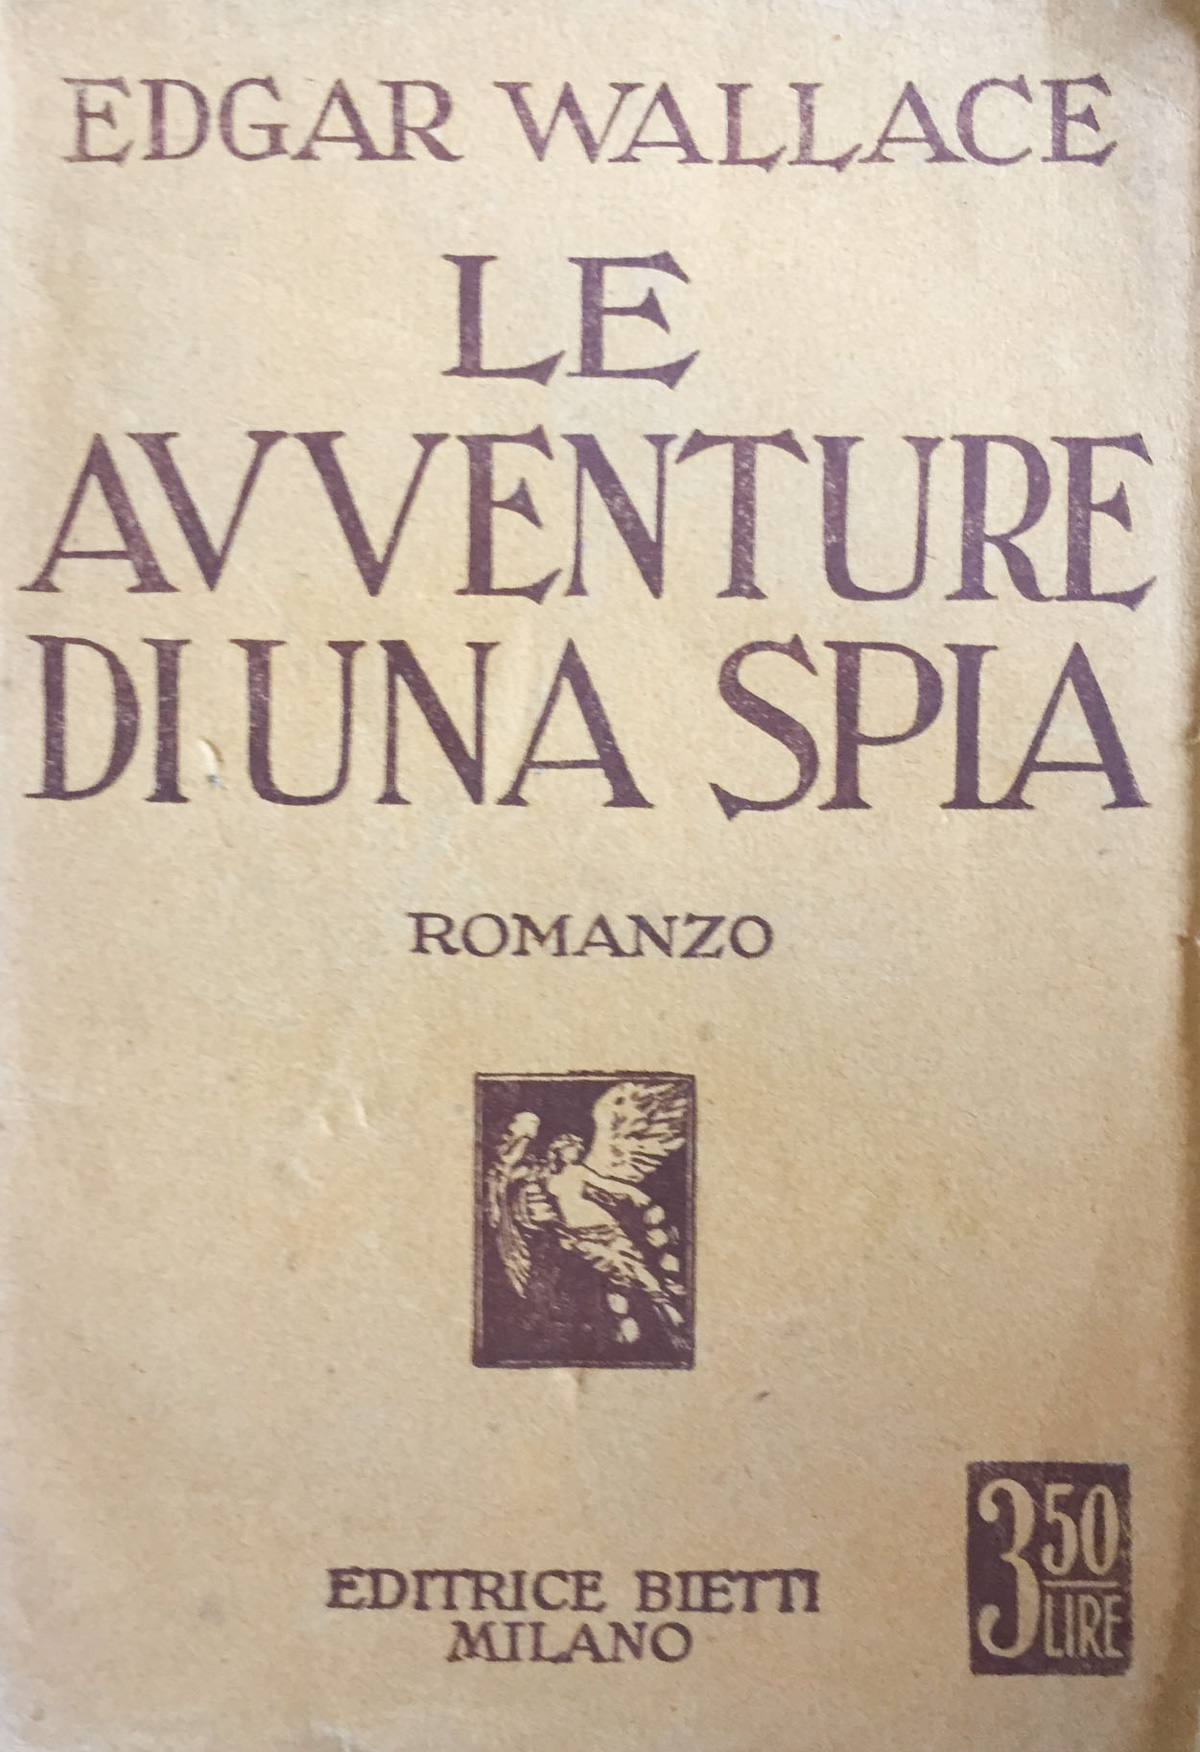 EDGAR WALLACE
LE
AVVENTURE
DI UNA SPIA
ROMANZO
EDITRICE BIETTI
MILANO
3 50
LIRE